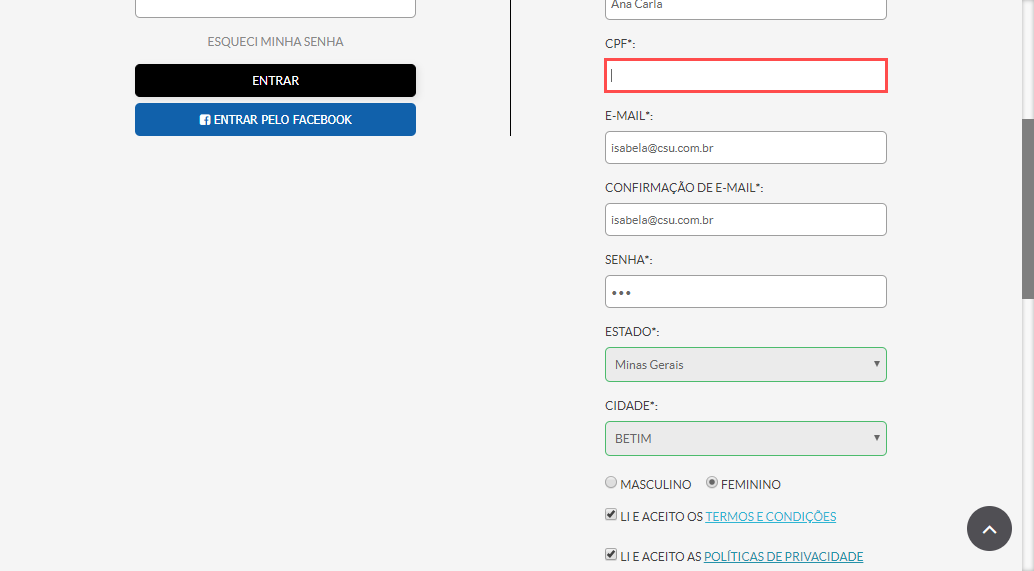 ESQUECI MINHA SENHA
ENTRAR
ENTRAR PELO FACEBOOK
Ana Carla
CPF*:
E-MAIL*:
isabela@csu.com.br
CONFIRMAÇÃO DE E-MAIL*:
isabela@csu.com.br
SENHA*:
•••
ESTADO*:
Minas Gerais
CIDADE*:
BETIM
MASCULINO FEMININO
LI E ACEITO OS TERMOS E CONDIÇÕES
LI E ACEITO AS POLÍTICAS DE PRIVACIDADE